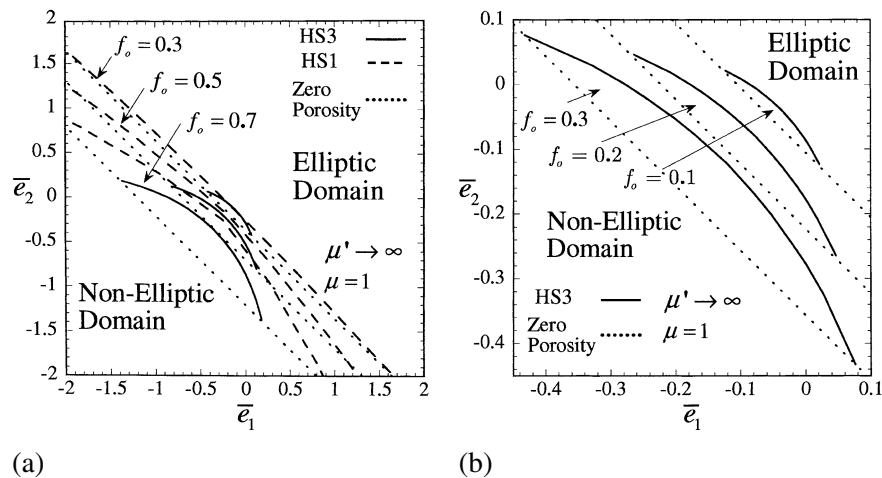 2
1.5
1
0.5
0
-0.5
-1
-1.5
-2
ē₂
-2 -1.5 -1 -0.5 0 0.5 1 1.5 2
ē₁
fₒ = 0.3
fₒ = 0.5
fₒ = 0.7
HS3
HS1
Zero
Porosity
Elliptic
Domain
μ' → ∞
μ = 1
Non-Elliptic
Domain
(a)
0.1
0
-0.1
-0.2
-0.3
-0.4
ē₂
-0.4 -0.3 -0.2 -0.1 0 0.1
ē₁
Elliptic
Domain
fₒ = 0.3
fₒ = 0.2
fₒ = 0.1
Non-Elliptic
Domain
HS3
μ' → ∞
Zero
Porosity
μ = 1
(b)